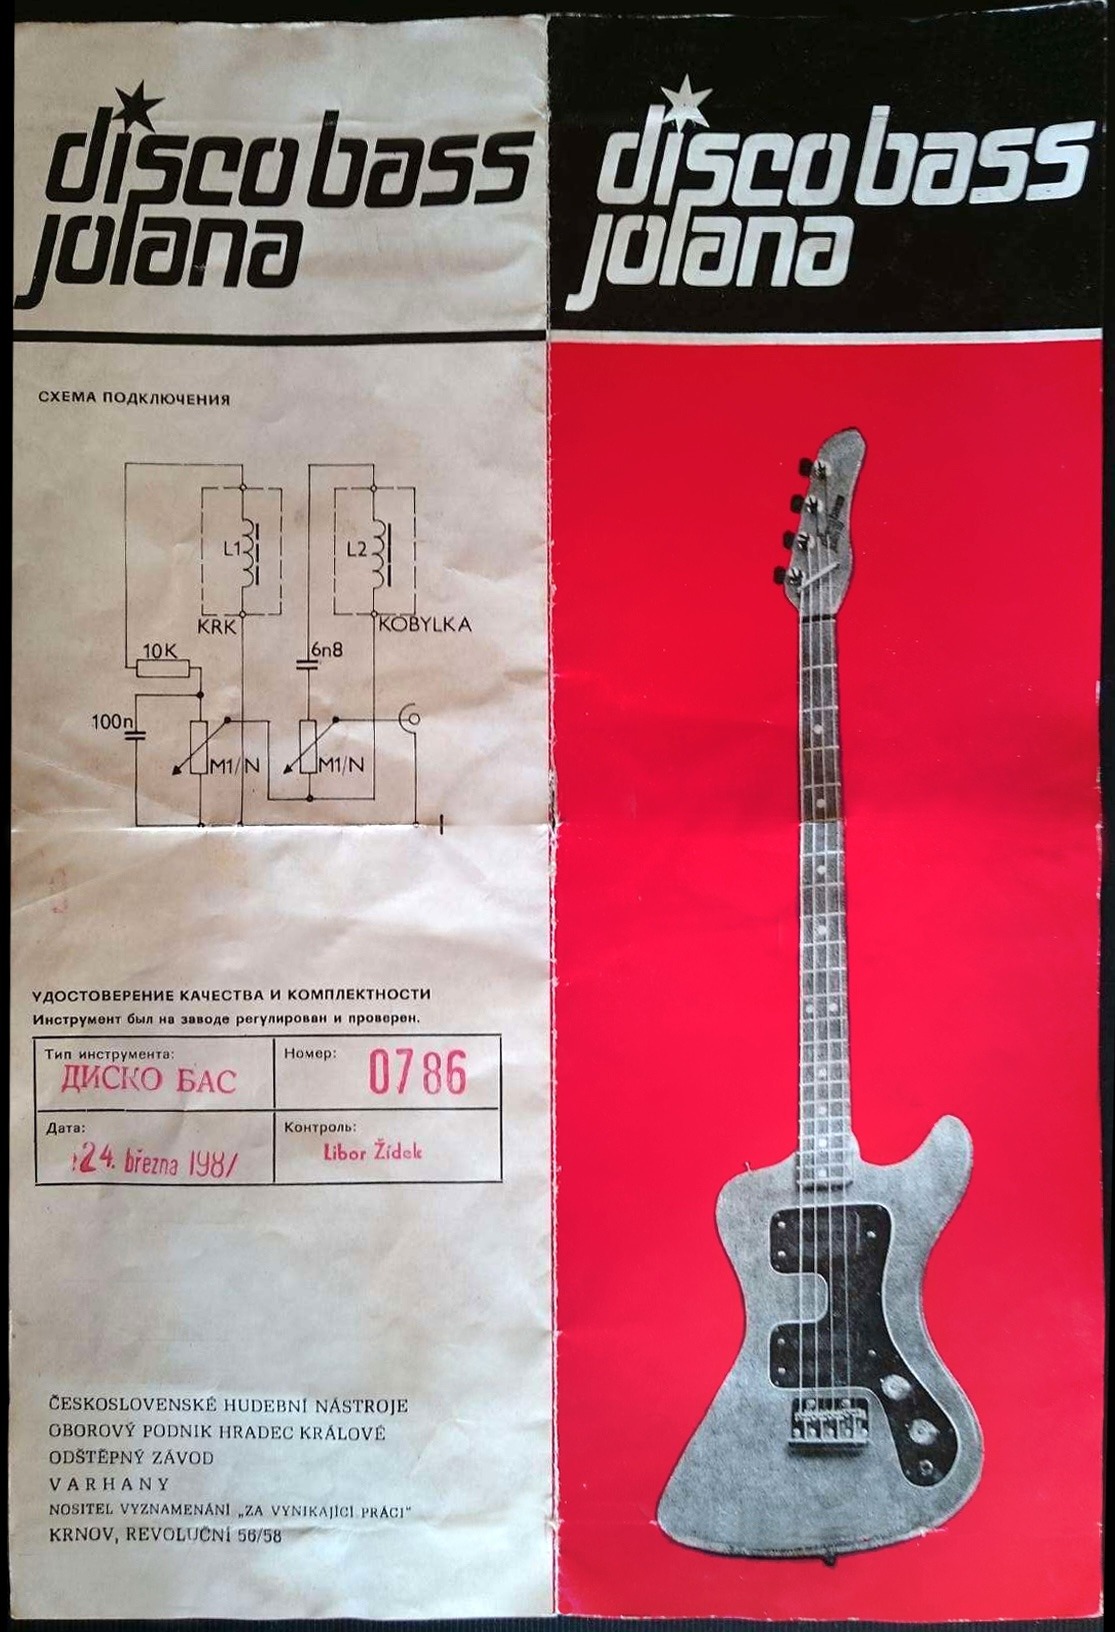 disco bass
jolana
СХЕМА ПОДКЛЮЧЕНИЯ
L1
L2
KRK
KOBYLKA
10K
6n8
100n
M1/N
M1/N
УДОСТОВЕРЕНИЕ КАЧЕСТВА И КОМПЛЕКТНОСТИ
Инструмент был на заводе регулирован и проверен.
Тип инструмента:
ДИСКО БАС
Номер:
0786
Дата:
24. března 1981
Контроль:
Libor Žídek
ČESKOSLOVENSKÉ HUDEBNÍ NÁSTROJE
OBOROVÝ PODNIK HRADEC KRÁLOVÉ
ODŠTĚPNÝ ZÁVOD
VARHANY
NOSITEL VYZNAMENÁNÍ „ZA VYNIKAJÍCÍ PRÁCI"
KRNOV, REVOLUČNÍ 56/58
disco bass
jolana